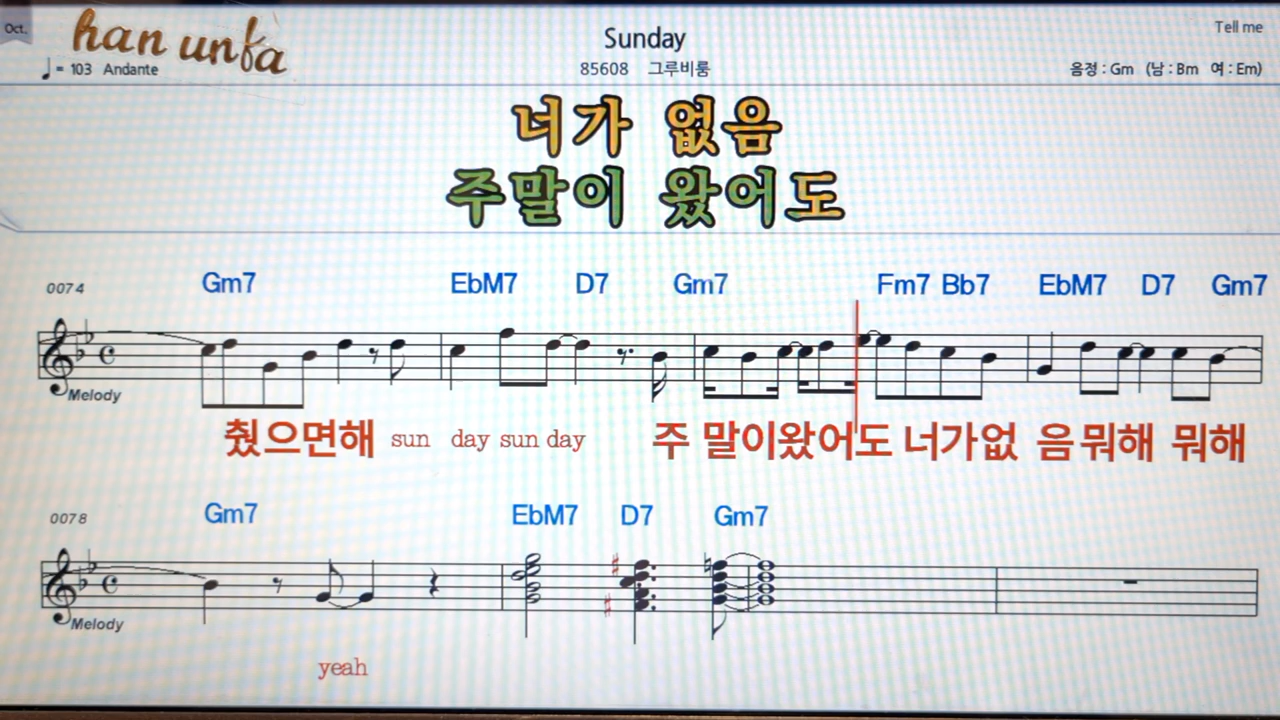 Oct.
han unfa
Sunday
Tell me
♩= 103 Andante
85608 그루비룸
음정 : Gm (남 : Bm 여 : Em)
너가 없음
주말이 왔어도
0074 Gm7 EbM7 D7 Gm7 Fm7 Bb7 EbM7 D7 Gm7
Melody
췄으면해 sun day sun day 주 말이왔어도 너가없 음 뭐해 뭐해
0078 Gm7 EbM7 D7 Gm7
Melody
yeah